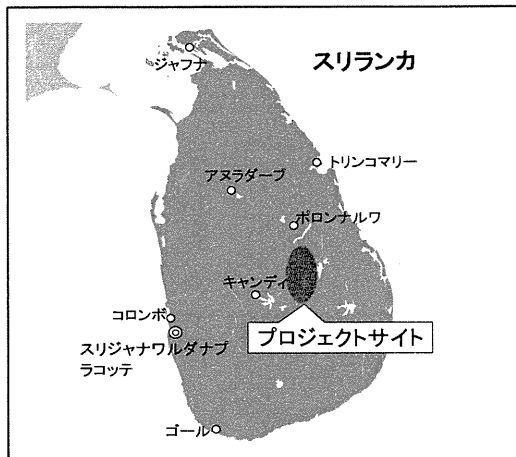 スリランカ
ジャフナ
トリンコマリー
アヌラダーブ
ポロンナルワ
キャンディ
コロンボ
プロジェクトサイト
スリジャナワルダナプ
ラコッテ
ゴール